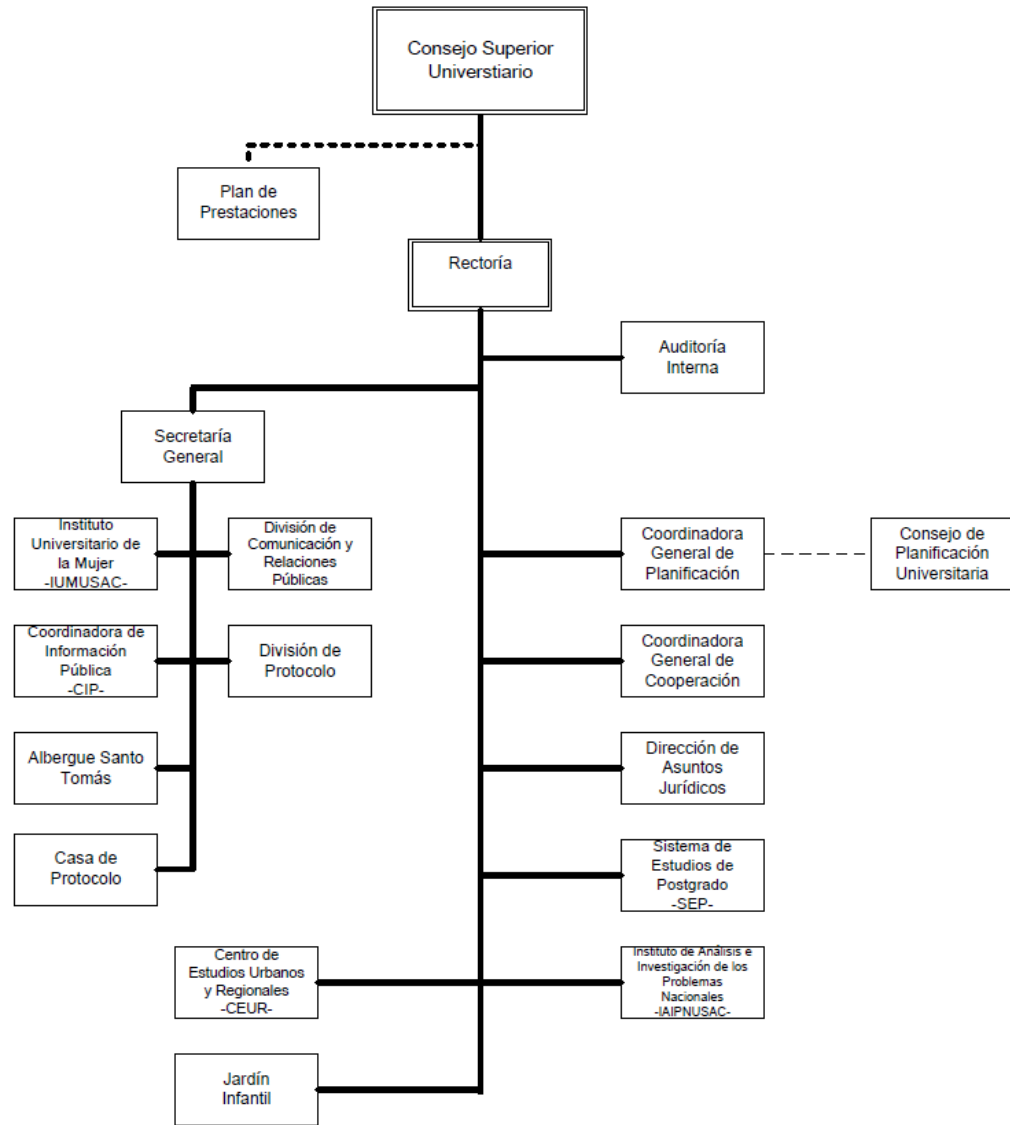 Consejo Superior
Universtiario
Plan de
Prestaciones
Rectoría
Auditoría
Interna
Secretaría
General
Instituto
Universitario de
la Mujer
-IUMUSAC-
División de
Comunicación y
Relaciones
Públicas
Coordinadora
General de
Planificación
Consejo de
Planificación
Universitaria
Coordinadora de
Información
Pública
-CIP-
División de
Protocolo
Coordinadora
General de
Cooperación
Albergue Santo
Tomás
Dirección de
Asuntos
Jurídicos
Casa de
Protocolo
Sistema de
Estudios de
Postgrado
-SEP-
Centro de
Estudios Urbanos
y Regionales
-CEUR-
Instituto de Análisis e
Investigación de los
Problemas
Nacionales
-IAIPNUSAC-
Jardín
Infantil